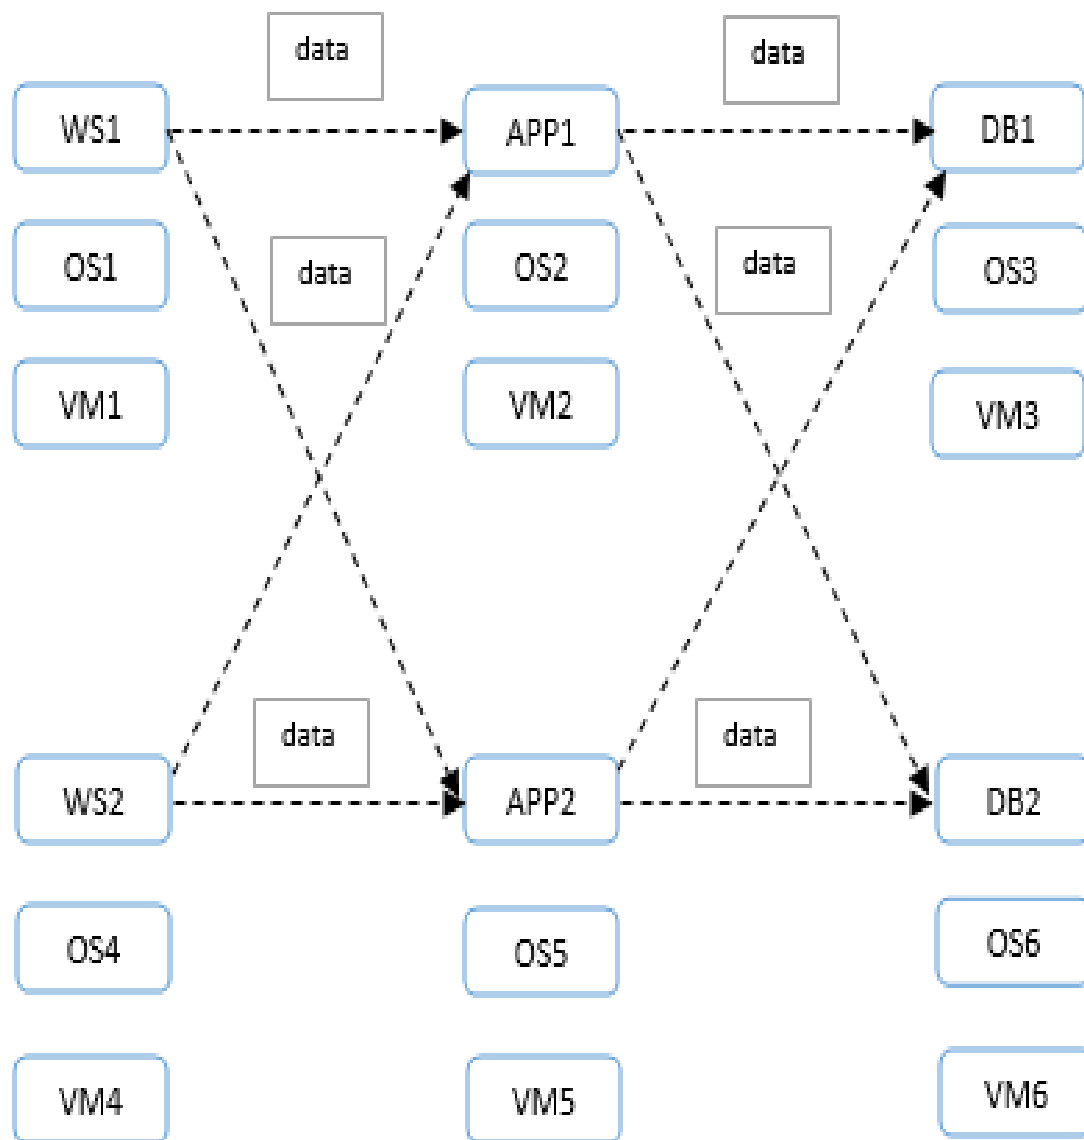 data
data
WS1
APP1
DB1
data
data
OS1
OS2
OS3
VM1
VM2
VM3
data
data
WS2
APP2
DB2
OS4
OS5
OS6
VM4
VM5
VM6